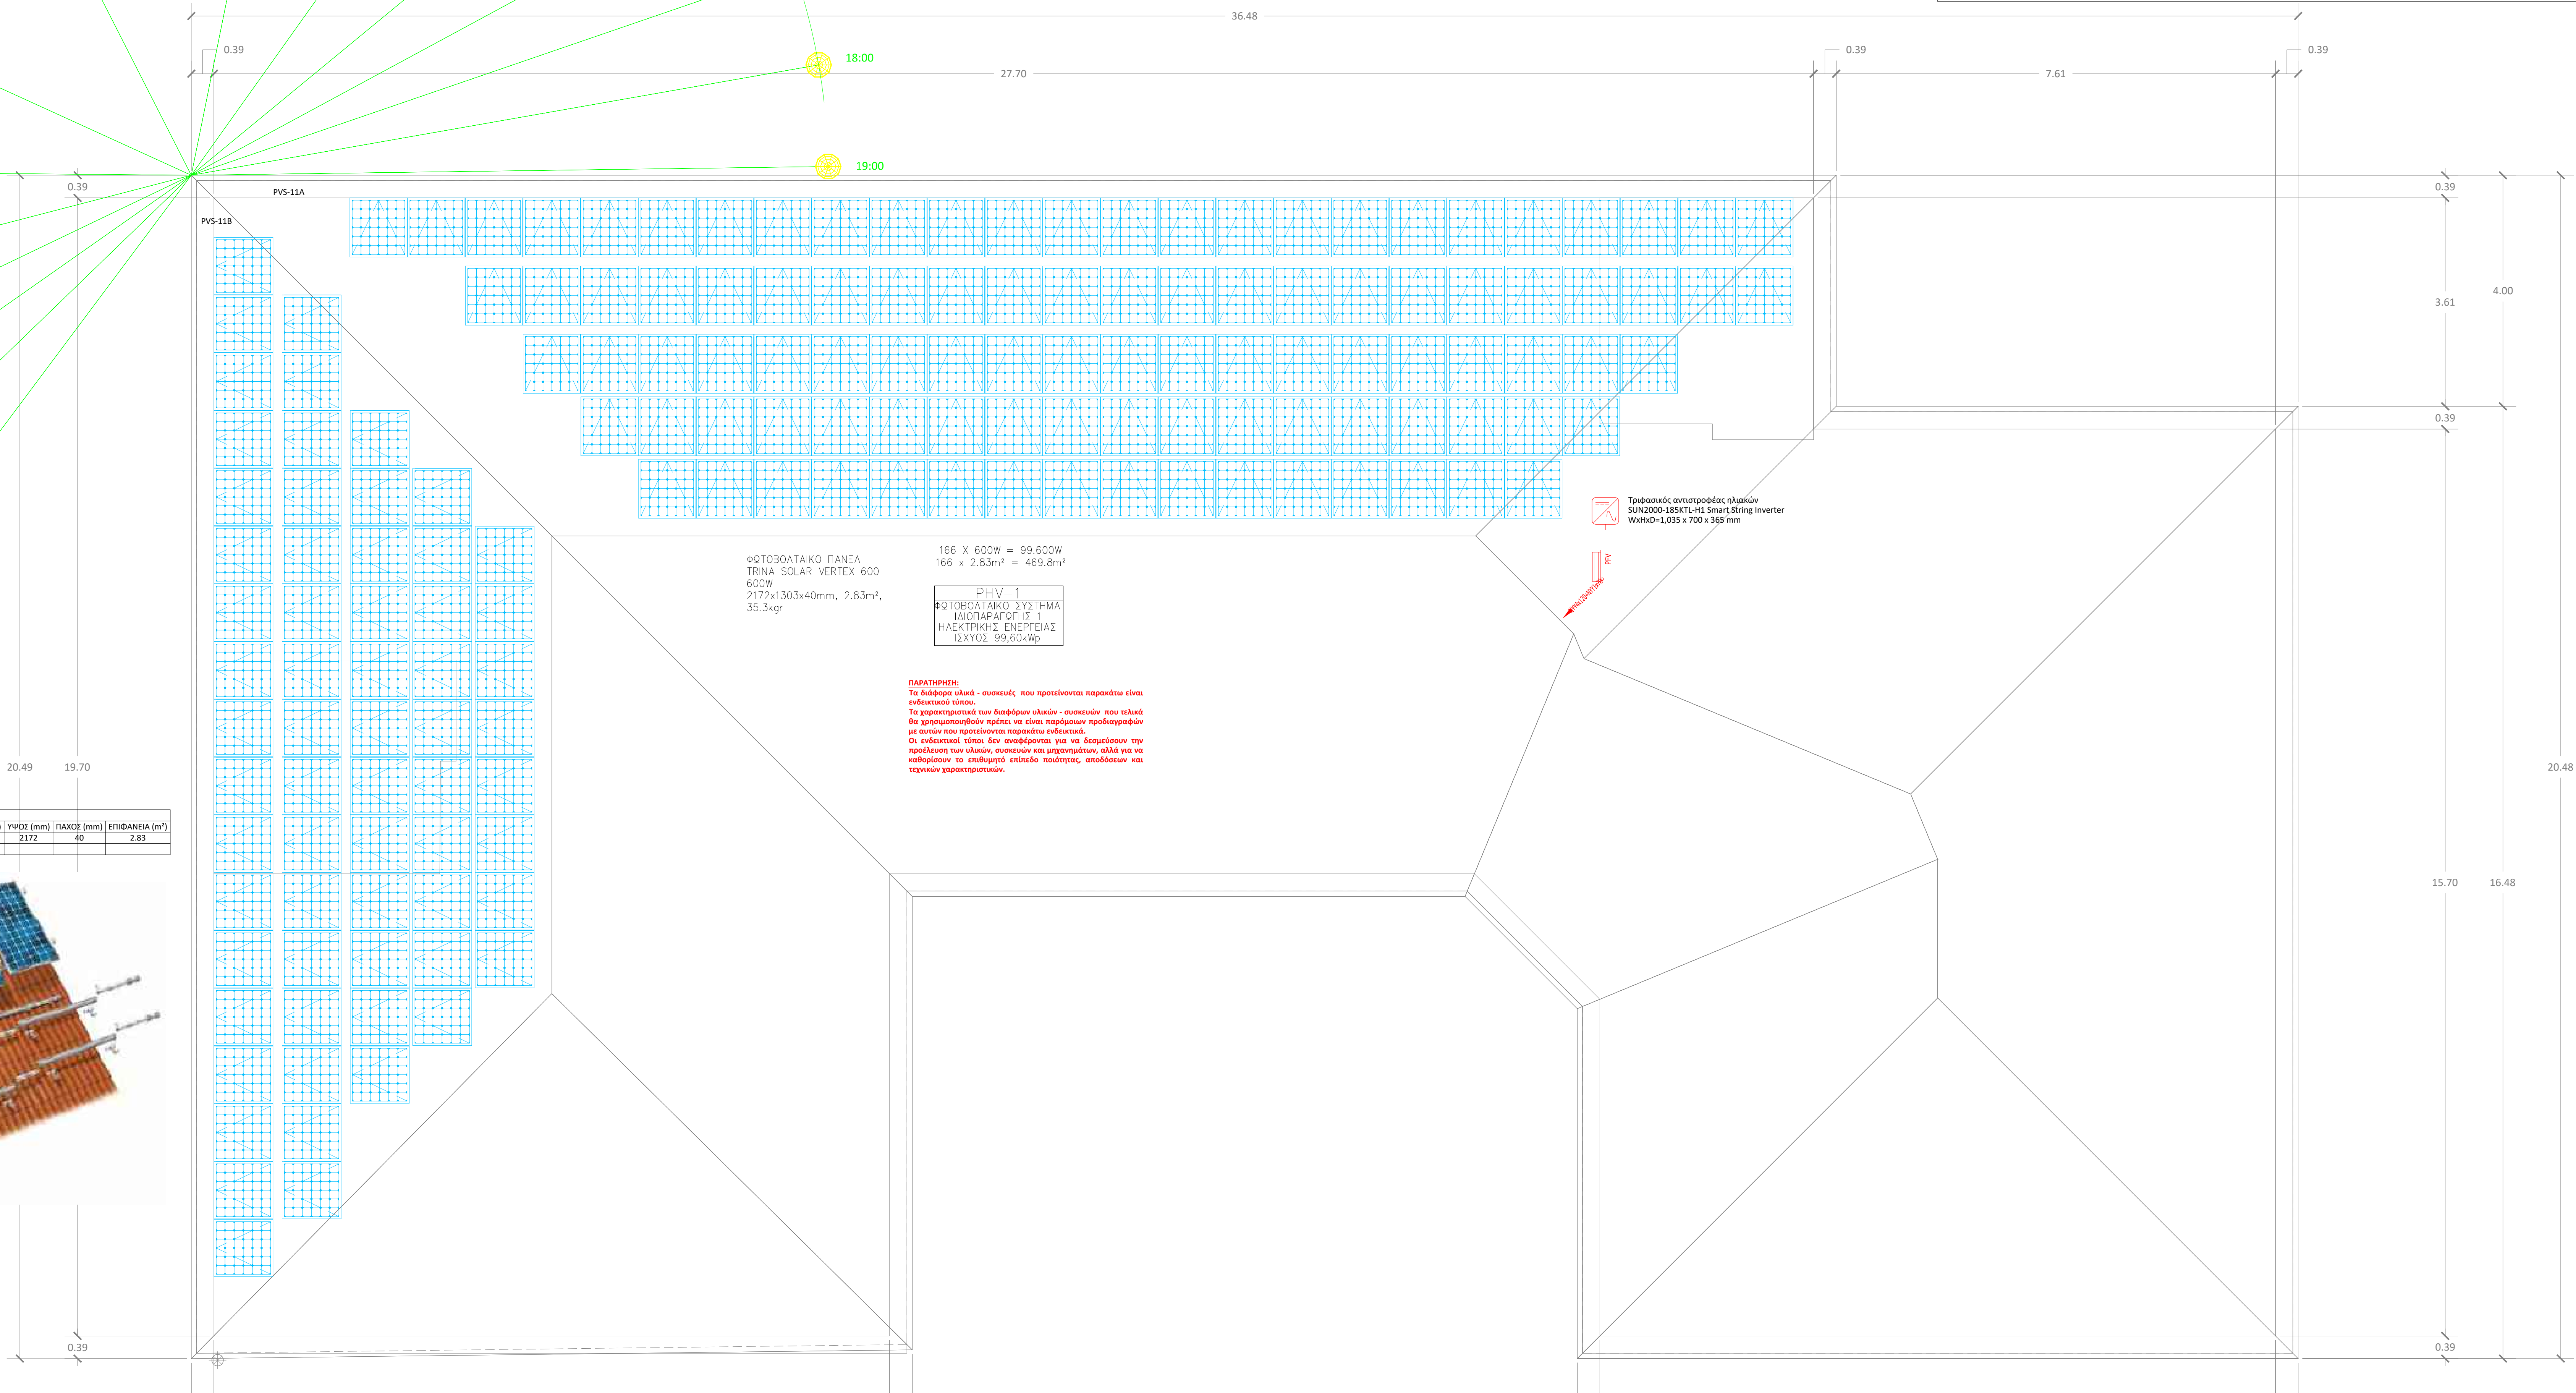 36.48
0.39
0.39
0.39
27.70
7.61
18:00
19:00
0.39
PVS-11A
PVS-11B
0.39
3.61
4.00
0.39
Τριφασικός αντιστροφέας ηλιακών
SUN2000-185KTL-H1 Smart String Inverter
WxHxD=1,035 x 700 x 365 mm
PFV
ΦΩΤΟΒΟΛΤΑΙΚΟ ΠΑΝΕΛ
TRINA SOLAR VERTEX 600
600W
2172x1303x40mm, 2.83m²,
35.3kgr
166 X 600W = 99.600W
166 x 2.83m² = 469.8m²
PHV-1
ΦΩΤΟΒΟΛΤΑΙΚΟ ΣΥΣΤΗΜΑ
ΙΔΙΟΠΑΡΑΓΩΓΗΣ 1
ΗΛΕΚΤΡΙΚΗΣ ΕΝΕΡΓΕΙΑΣ
ΙΣΧΥΟΣ 99,60kWp
ΠΑΡΑΤΗΡΗΣΗ:
Τα διάφορα υλικά - συσκευές που προτείνονται παρακάτω είναι
ενδεικτικού τύπου.
Τα χαρακτηριστικά των διαφόρων υλικών - συσκευών που τελικά
θα χρησιμοποιηθούν πρέπει να είναι παρόμοιων προδιαγραφών
με αυτών που προτείνονται παρακάτω ενδεικτικά.
Οι ενδεικτικοί τύποι δεν αναφέρονται για να δεσμεύσουν την
προέλευση των υλικών, συσκευών και μηχανημάτων, αλλά για να
καθορίσουν το επιθυμητό επίπεδο ποιότητας, αποδόσεων και
τεχνικών χαρακτηριστικών.
20.49
19.70
20.48
ΥΨΟΣ (mm) ΠΑΧΟΣ (mm) ΕΠΙΦΑΝΕΙΑ (m²)
2172 40 2.83
15.70
16.48
0.39
0.39